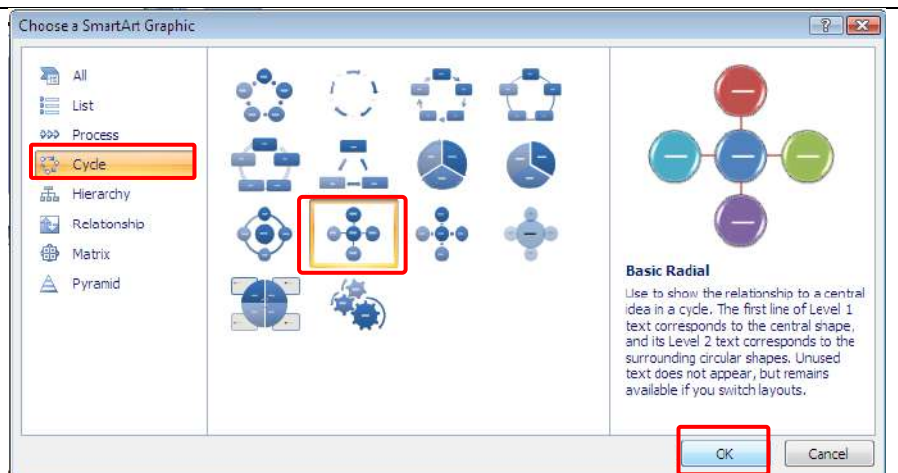 Choose a SmartArt Graphic
All
List
Process
Cycle
Hierarchy
Relationship
Matrix
Pyramid
Basic Radial
Use to show the relationship to a central
idea in a cycle. The first line of Level 1
text corresponds to the central shape,
and its Level 2 text corresponds to the
surrounding circular shapes. Unused
text does not appear, but remains
available if you switch layouts.
OK
Cancel